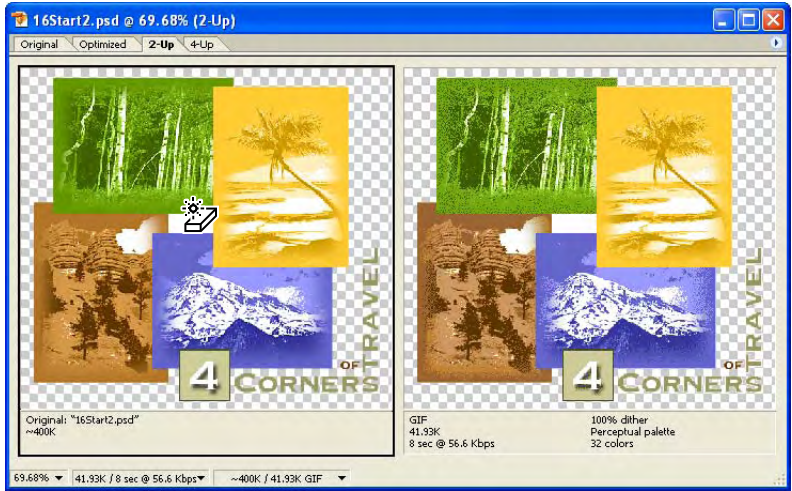 16Start2.psd @ 69.68% (2-Up)
Original Optimized 2-Up 4-Up
4 CORNERS OF TRAVEL
4 CORNERS OF TRAVEL
Original: "16Start2.psd"
~400K
GIF 100% dither
41.93K Perceptual palette
8 sec @ 56.6 Kbps 32 colors
69.68% 41.93K / 8 sec @ 56.6 Kbps ~400K / 41.93K GIF